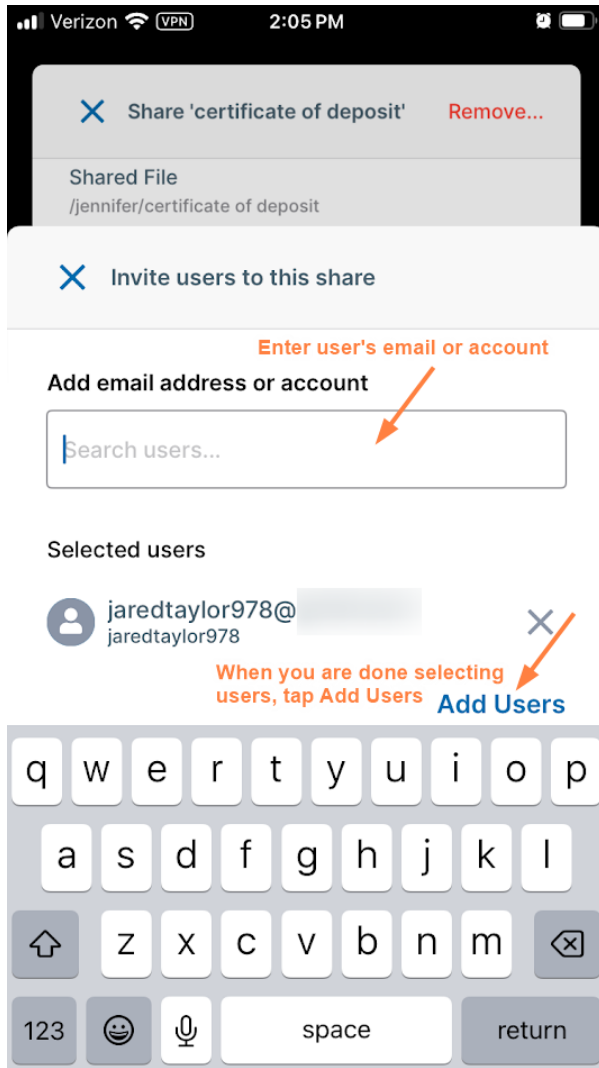 Verizon VPN 2:05 PM
Share 'certificate of deposit' Remove...
Shared File
/jennifer/certificate of deposit
Invite users to this share
Enter user's email or account
Add email address or account
Search users...
Selected users
jaredtaylor978@
jaredtaylor978
When you are done selecting
users, tap Add Users
Add Users
q w e r t y u i o p
a s d f g h j k l
z x c v b n m
123 space return